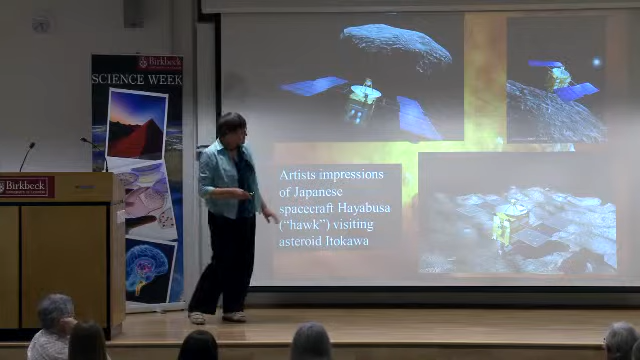 Birkbeck
SCIENCE WEEK
Birkbeck
Artists impressions
of Japanese
spacecraft Hayabusa
("hawk") visiting
asteroid Itokawa